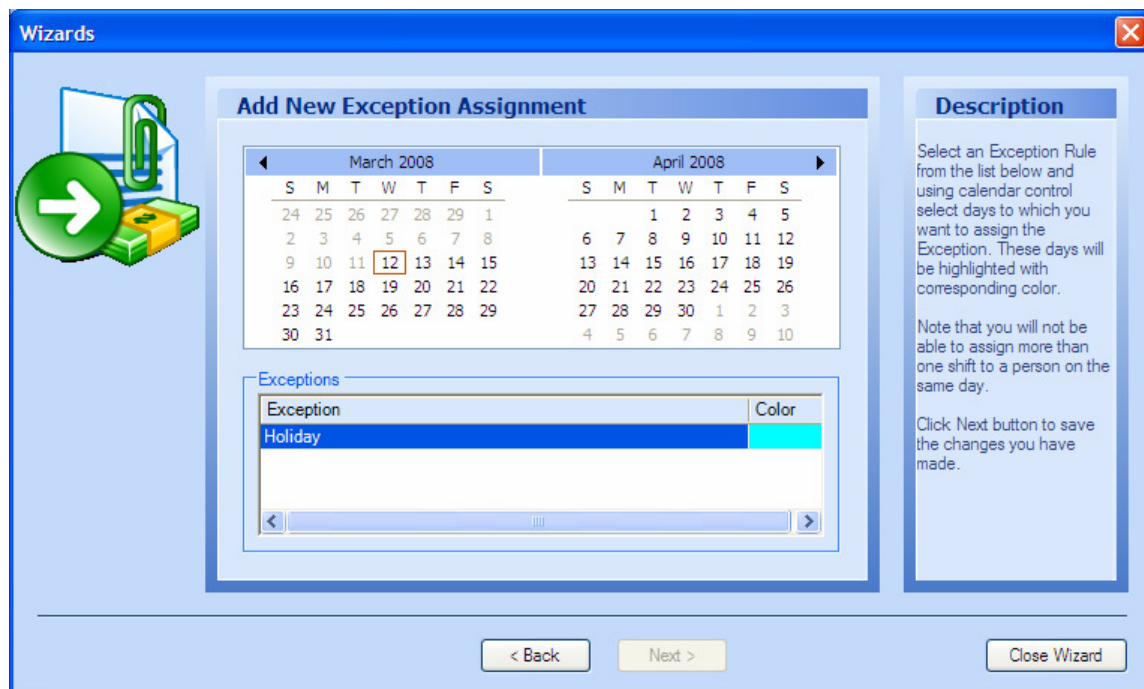 Wizards
Add New Exception Assignment
March 2008 April 2008
S M T W T F S S M T W T F S
24 25 26 27 28 29 1 1 2 3 4 5
2 3 4 5 6 7 8 6 7 8 9 10 11 12
9 10 11 12 13 14 15 13 14 15 16 17 18 19
16 17 18 19 20 21 22 20 21 22 23 24 25 26
23 24 25 26 27 28 29 27 28 29 30 1 2 3
30 31 4 5 6 7 8 9 10
Exceptions
Exception Color
Holiday
Description
Select an Exception Rule
from the list below and
using calendar control
select days to which you
want to assign the
Exception. These days will
be highlighted with
corresponding color.
Note that you will not be
able to assign more than
one shift to a person on the
same day.
Click Next button to save
the changes you have
made.
< Back Next > Close Wizard